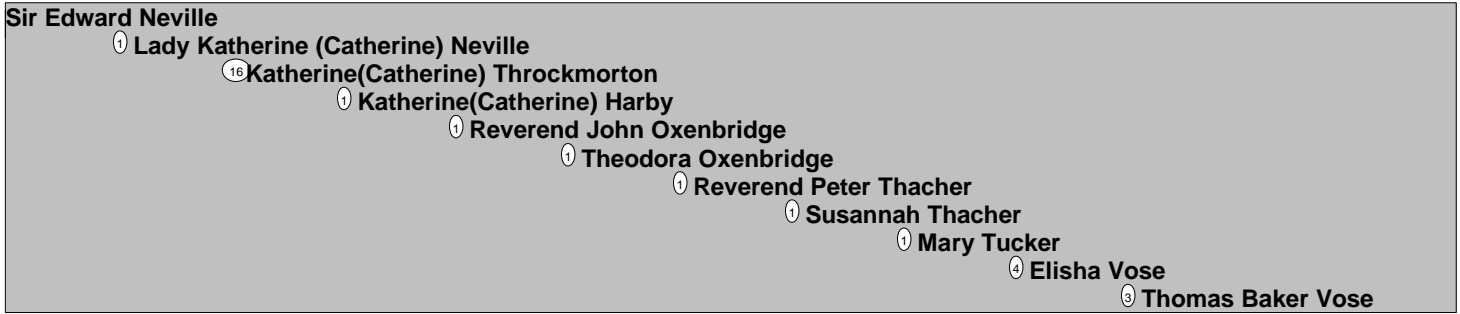 Sir Edward Neville
1 Lady Katherine (Catherine) Neville
16 Katherine(Catherine) Throckmorton
1 Katherine(Catherine) Harby
1 Reverend John Oxenbridge
1 Theodora Oxenbridge
1 Reverend Peter Thacher
1 Susannah Thacher
1 Mary Tucker
4 Elisha Vose
3 Thomas Baker Vose